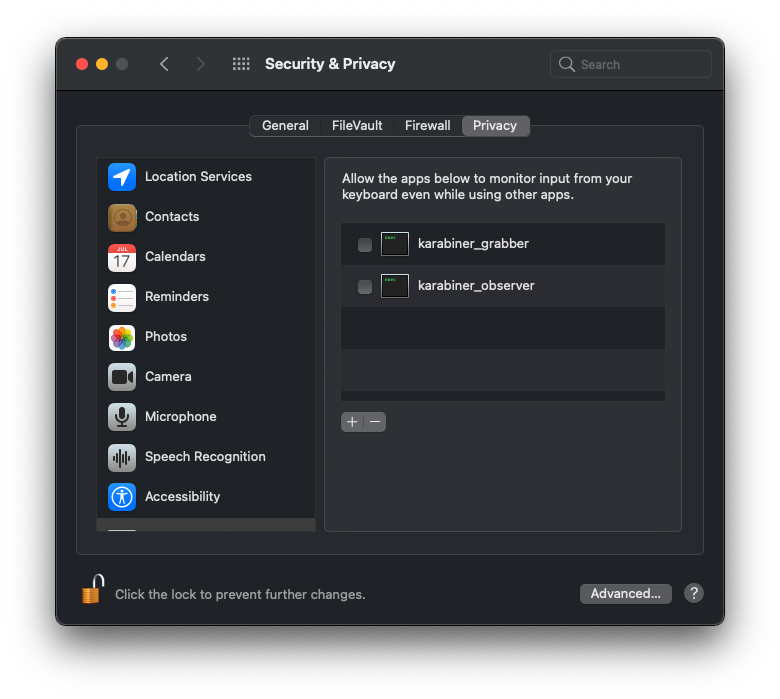 Security & Privacy
Search
General
FileVault
Firewall
Privacy
Location Services
Contacts
JUL
17
Calendars
Reminders
Photos
Camera
Microphone
Speech Recognition
Accessibility
Allow the apps below to monitor input from your
keyboard even while using other apps.
karabiner_grabber
karabiner_observer
+
−
Click the lock to prevent further changes.
Advanced...
?